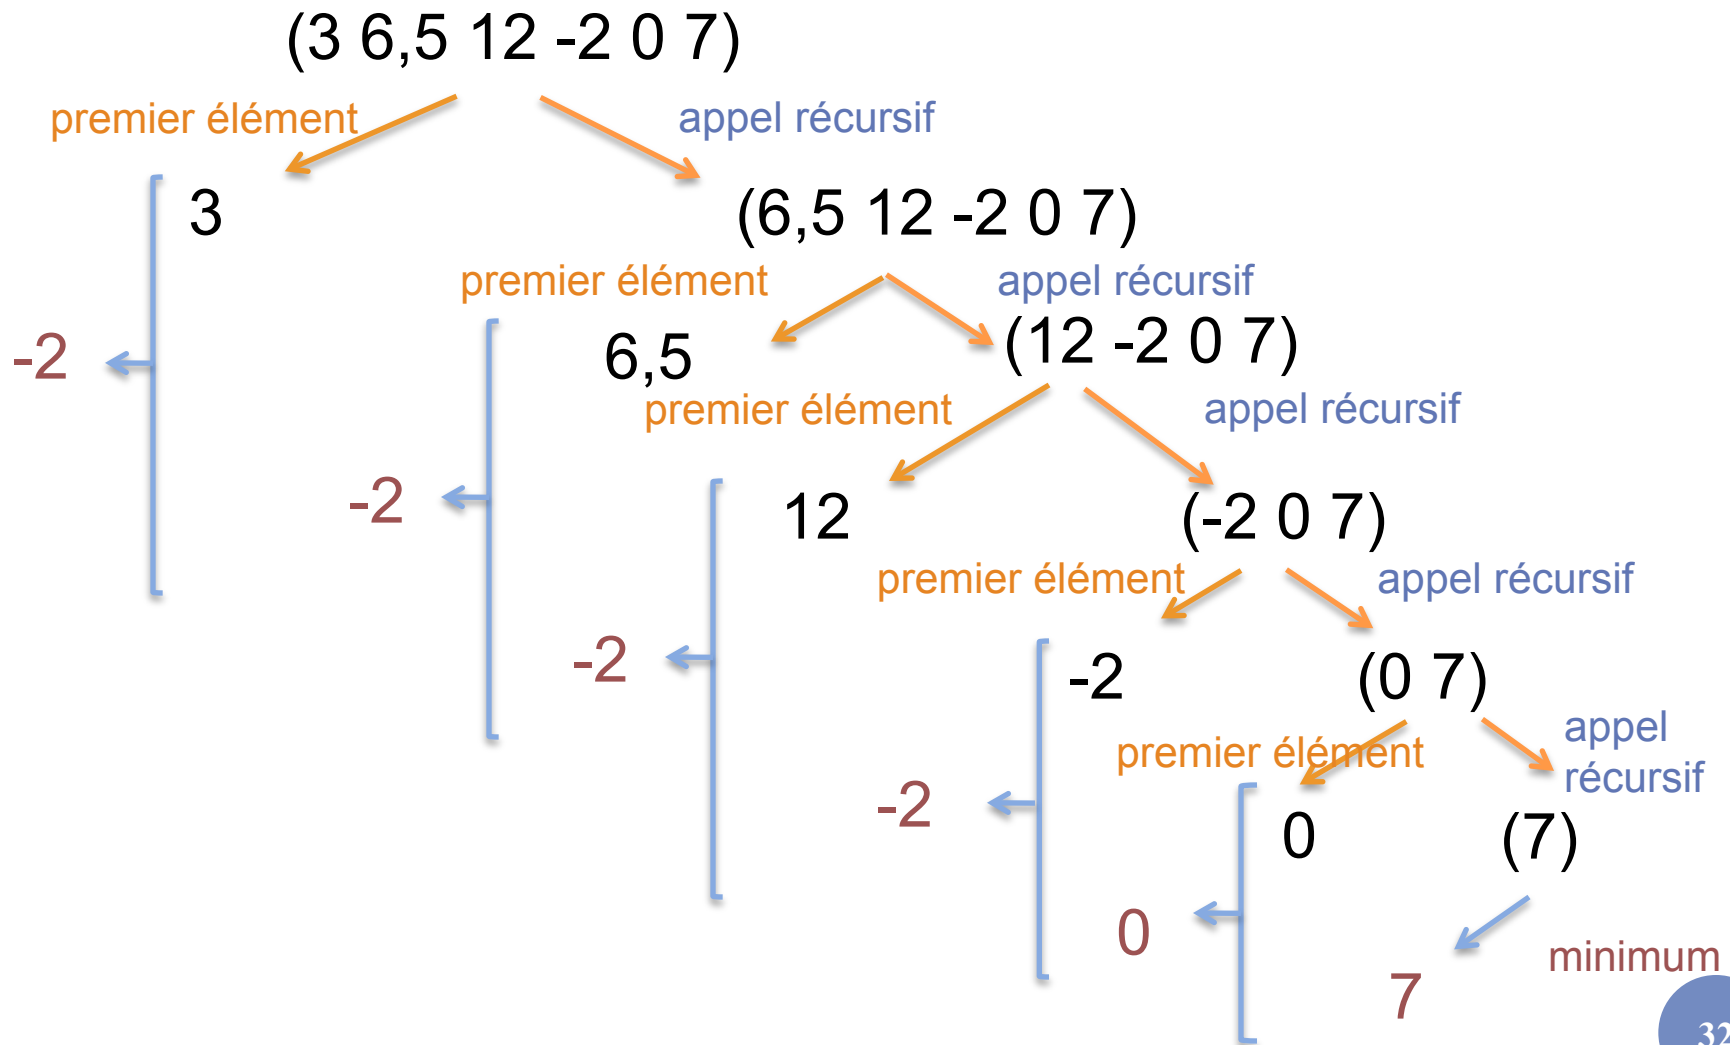 (3 6,5 12 -2 0 7)
premier élément
appel récursif
3
(6,5 12 -2 0 7)
premier élément
appel récursif
-2
6,5
(12 -2 0 7)
premier élément
appel récursif
-2
12
(-2 0 7)
premier élément
appel récursif
-2
-2
(0 7)
premier élément
appel
récursif
-2
0
(7)
0
7
minimum
32